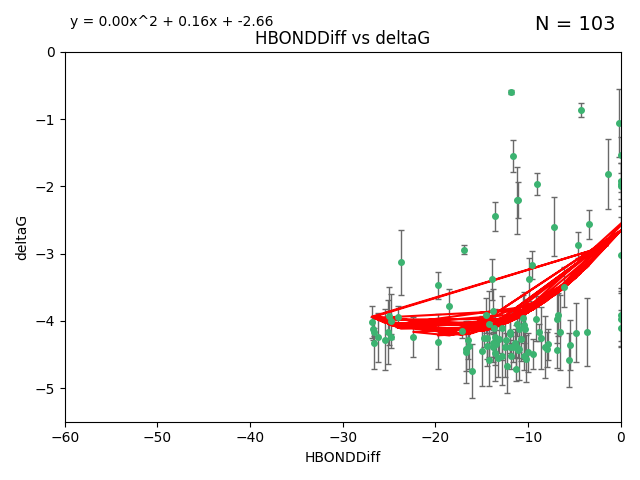 y = 0.00x^2 + 0.16x + -2.66
N = 103
HBONDDiff vs deltaG
0
−1
−2
−3
−4
−5
deltaG
−60 −50 −40 −30 −20 −10 0
HBONDDiff